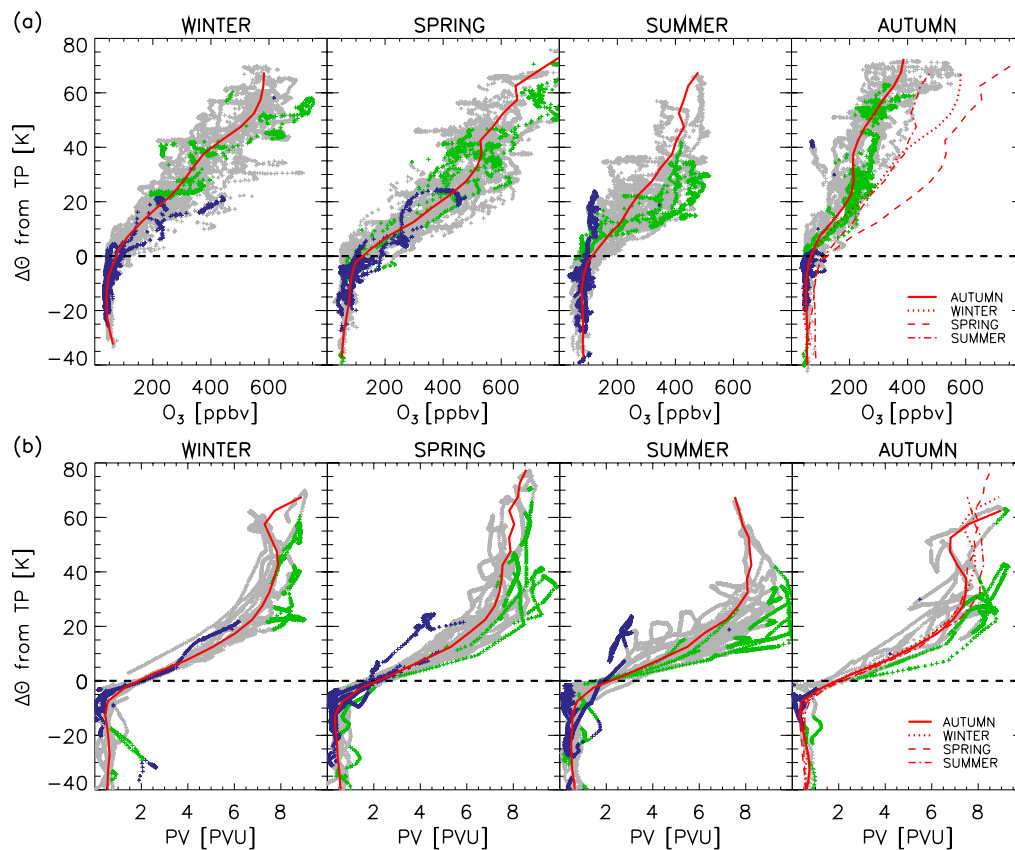 (a)
WINTER SPRING SUMMER AUTUMN
80
60
40
20
0
−20
−40
ΔΘ from TP [K]
AUTUMN
WINTER
SPRING
SUMMER
200 400 600 200 400 600 200 400 600 200 400 600
O₃ [ppbv] O₃ [ppbv] O₃ [ppbv] O₃ [ppbv]
(b)
WINTER SPRING SUMMER AUTUMN
80
60
40
20
0
−20
−40
ΔΘ from TP [K]
AUTUMN
WINTER
SPRING
SUMMER
2 4 6 8 2 4 6 8 2 4 6 8 2 4 6 8
PV [PVU] PV [PVU] PV [PVU] PV [PVU]